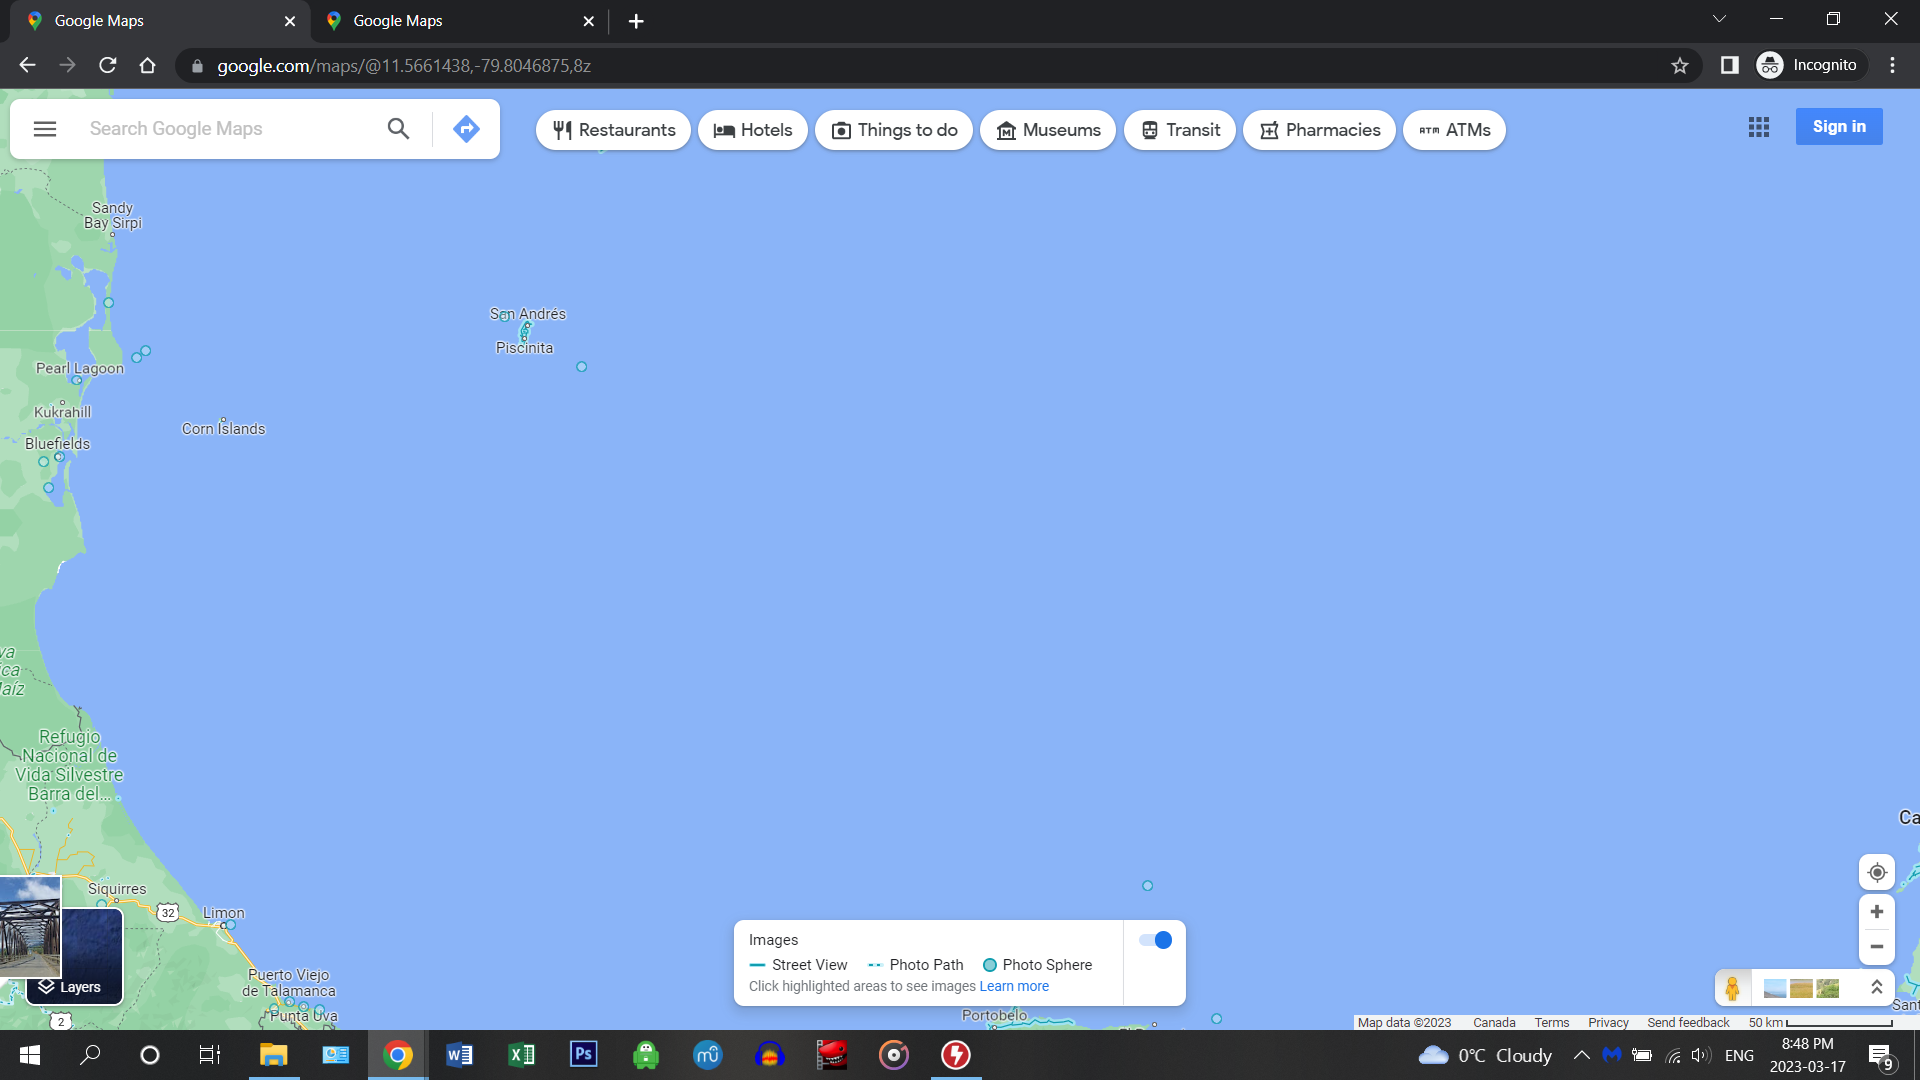 Google Maps
Google Maps
google.com/maps/@11.5661438,-79.8046875,8z
Incognito
Search Google Maps
Restaurants
Hotels
Things to do
Museums
Transit
Pharmacies
ATM ATMs
Sign in
Sandy
Bay Sirpi
San Andrés
Piscinita
Pearl Lagoon
Kukrahill
Corn Islands
Bluefields
Refugio
Nacional de
Vida Silvestre
Barra del...
Siquirres
32
Limon
Puerto Viejo
de Talamanca
Punta Uva
2
Layers
Images
Street View
Photo Path
Photo Sphere
Click highlighted areas to see images Learn more
Portobelo
Ca
Sant
Map data ©2023
Canada
Terms
Privacy
Send feedback
50 km
0°C Cloudy
ENG
8:48 PM
2023-03-17
9